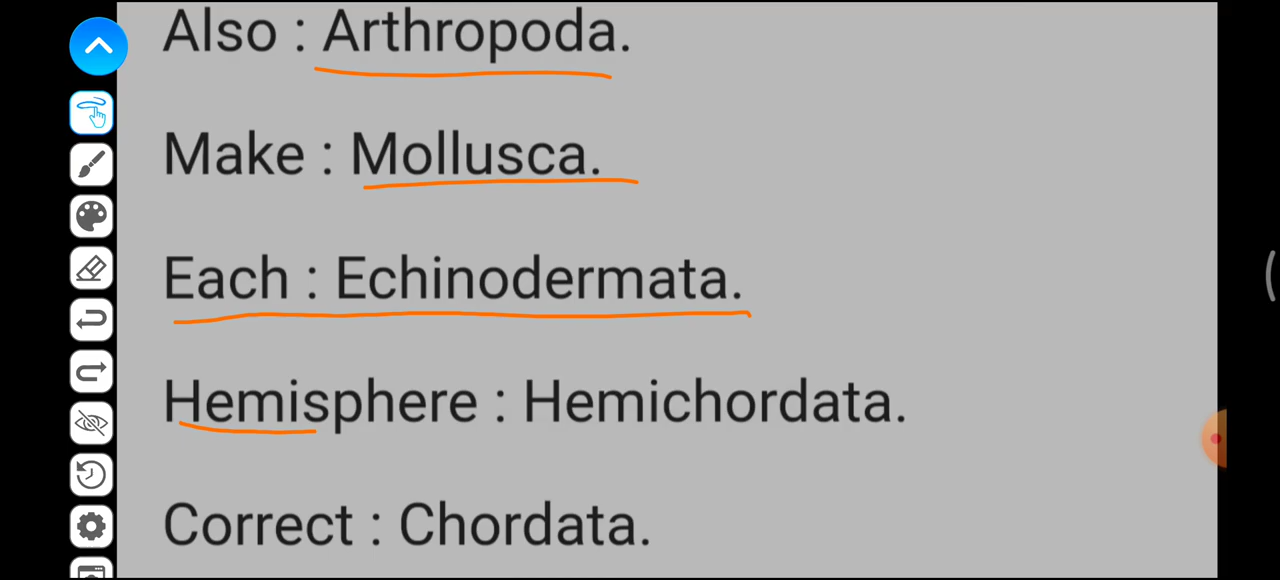 Also : Arthropoda.
Make : Mollusca.
Each : Echinodermata.
Hemisphere : Hemichordata.
Correct : Chordata.